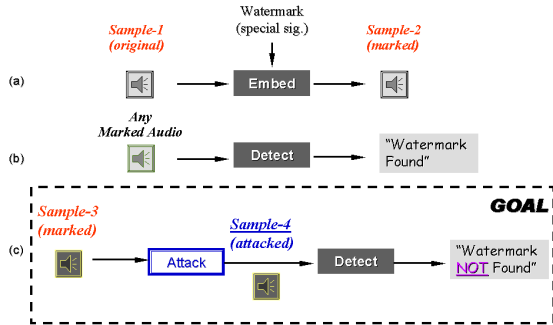 Watermark
(special sig.)
Sample-1
(original)
Sample-2
(marked)
(a)
Embed
Any
Marked Audio
(b)
Detect
“Watermark
Found”
GOAL
Sample-3
(marked)
Sample-4
(attacked)
(c)
Attack
Detect
“Watermark
NOT Found”